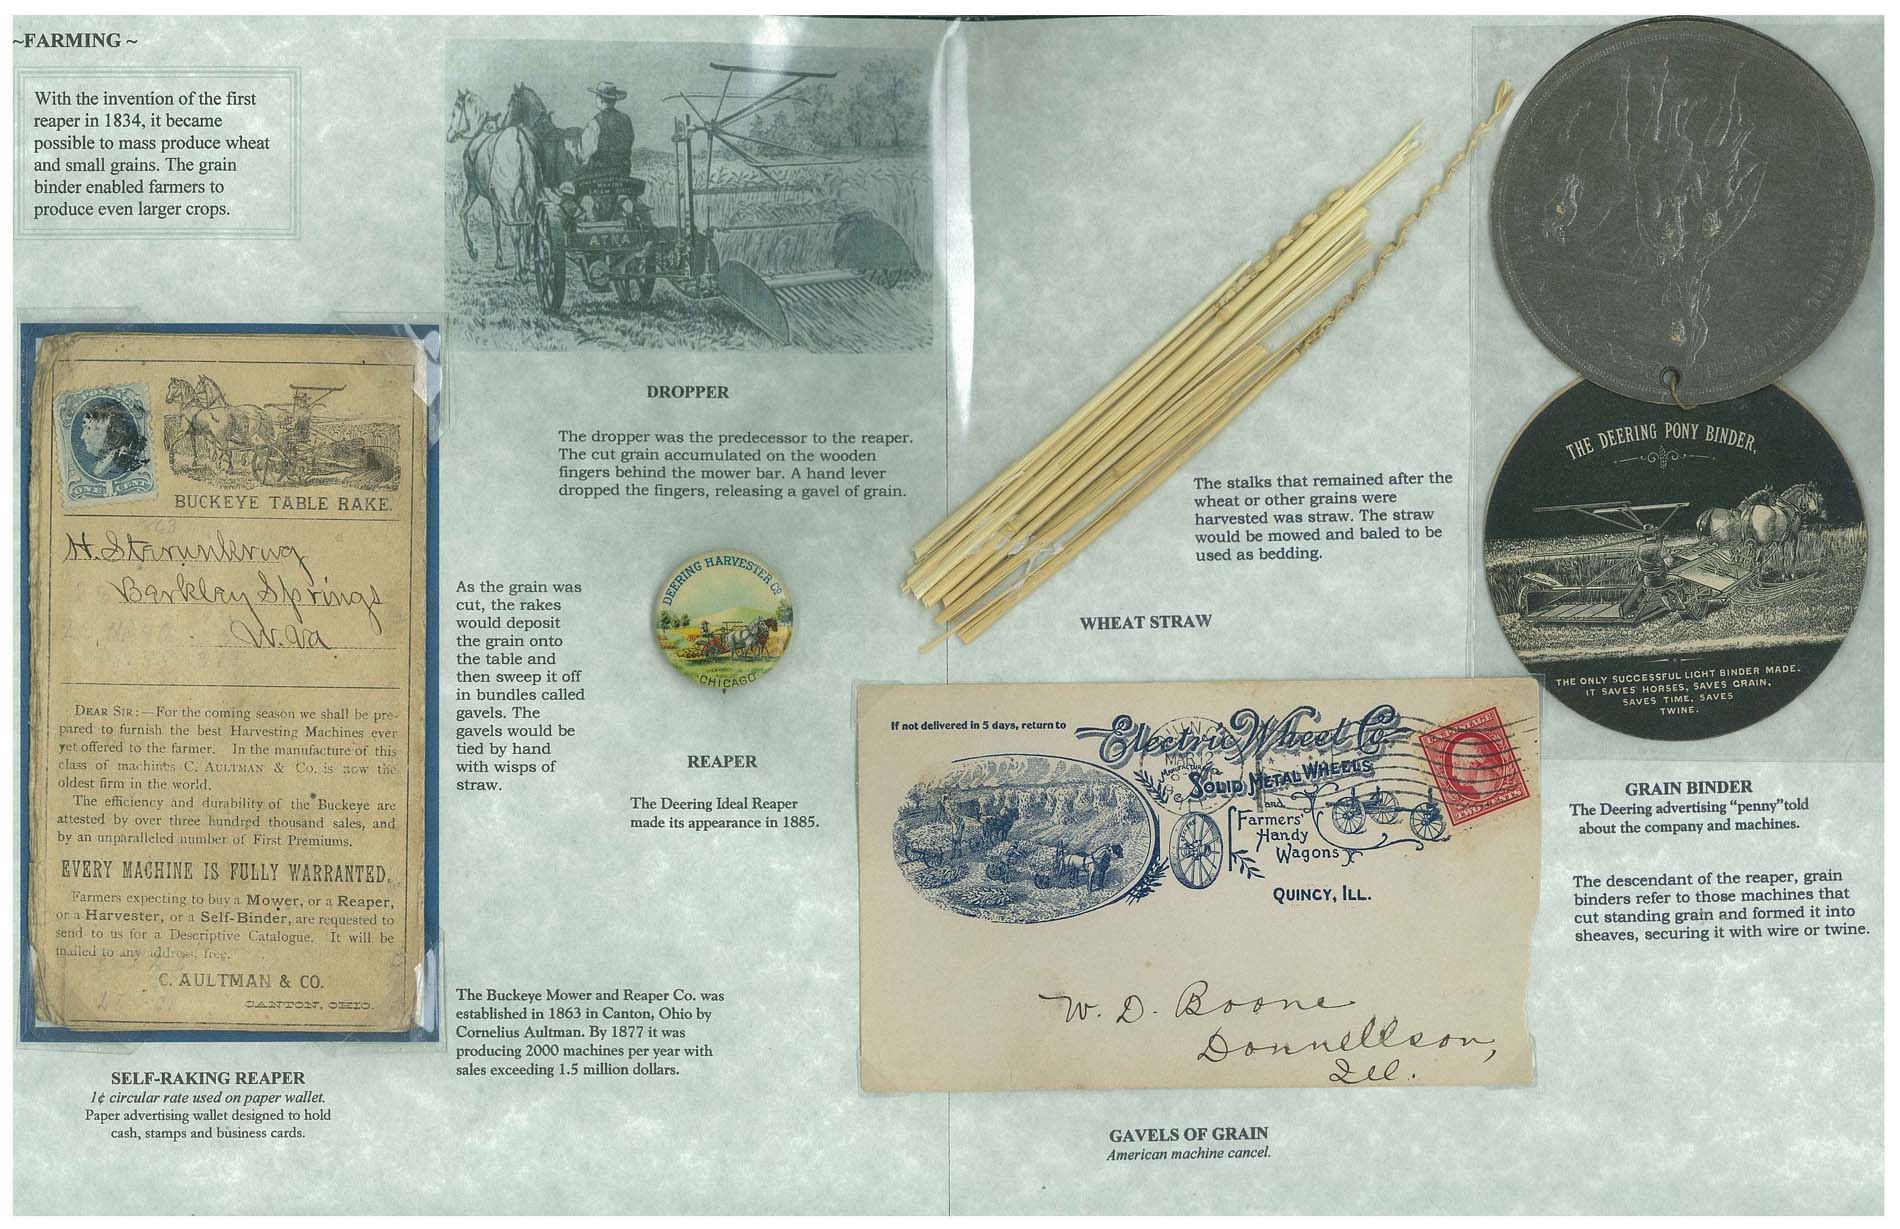 ~FARMING ~
With the invention of the first
reaper in 1834, it became
possible to mass produce wheat
and small grains. The grain
binder enabled farmers to
produce even larger crops.
ONE CENT
BUCKEYE TABLE RAKE.
H. Strunkrug
Berkley Springs
W. Va.
DEAR SIR:—For the coming season we shall be pre-
pared to furnish the best Harvesting Machines ever
yet offered to the farmer. In the manufacture of this
class of machines C. AULTMAN & Co. is now the
oldest firm in the world.
The efficiency and durability of the Buckeye are
attested by over three hundred thousand sales, and
by an unparalleled number of First Premiums.
EVERY MACHINE IS FULLY WARRANTED.
Farmers expecting to buy a Mower, or a Reaper,
or a Harvester, or a Self-Binder, are requested to
send to us for a Descriptive Catalogue. It will be
mailed to any address, free.
C. AULTMAN & CO.
CANTON, OHIO.
SELF-RAKING REAPER
1¢ circular rate used on paper wallet.
Paper advertising wallet designed to hold
cash, stamps and business cards.
DROPPER
The dropper was the predecessor to the reaper.
The cut grain accumulated on the wooden
fingers behind the mower bar. A hand lever
dropped the fingers, releasing a gavel of grain.
As the grain was
cut, the rakes
would deposit
the grain onto
the table and
then sweep it off
in bundles called
gavels. The
gavels would be
tied by hand
with wisps of
straw.
DEERING HARVESTER CO
CHICAGO
REAPER
The Deering Ideal Reaper
made its appearance in 1885.
The Buckeye Mower and Reaper Co. was
established in 1863 in Canton, Ohio by
Cornelius Aultman. By 1877 it was
producing 2000 machines per year with
sales exceeding 1.5 million dollars.
WHEAT STRAW
The stalks that remained after the
wheat or other grains were
harvested was straw. The straw
would be mowed and baled to be
used as bedding.
If not delivered in 5 days, return to
Electric Wheel Co
SOLID METAL WHEELS
and
Farmers'
Handy
Wagons
QUINCY, ILL.
W. D. Boone
Donnellson,
Ill.
GAVELS OF GRAIN
American machine cancel.
THE DEERING PONY BINDER,
THE ONLY SUCCESSFUL LIGHT BINDER MADE.
IT SAVES HORSES, SAVES GRAIN,
SAVES TIME, SAVES
TWINE.
GRAIN BINDER
The Deering advertising “penny”told
about the company and machines.
The descendant of the reaper, grain
binders refer to those machines that
cut standing grain and formed it into
sheaves, securing it with wire or twine.